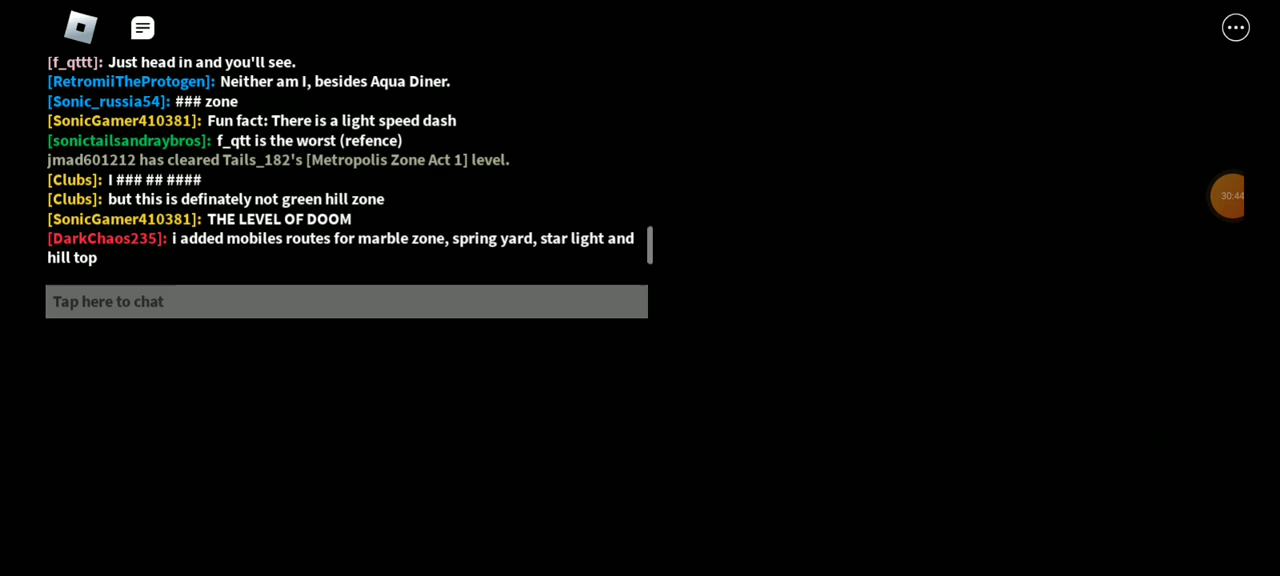 [f_qttt]: Just head in and you'll see.
[RetromiiTheProtogen]: Neither am I, besides Aqua Diner.
[Sonic_russia54]: ### zone
[SonicGamer410381]: Fun fact: There is a light speed dash
[sonictailsandraybros]: f_qtt is the worst (refence)
jmad601212 has cleared Tails_182's [Metropolis Zone Act 1] level.
[Clubs]: I ### ## ####
[Clubs]: but this is definately not green hill zone
[SonicGamer410381]: THE LEVEL OF DOOM
[DarkChaos235]: i added mobiles routes for marble zone, spring yard, star light and
hill top
Tap here to chat
30:44